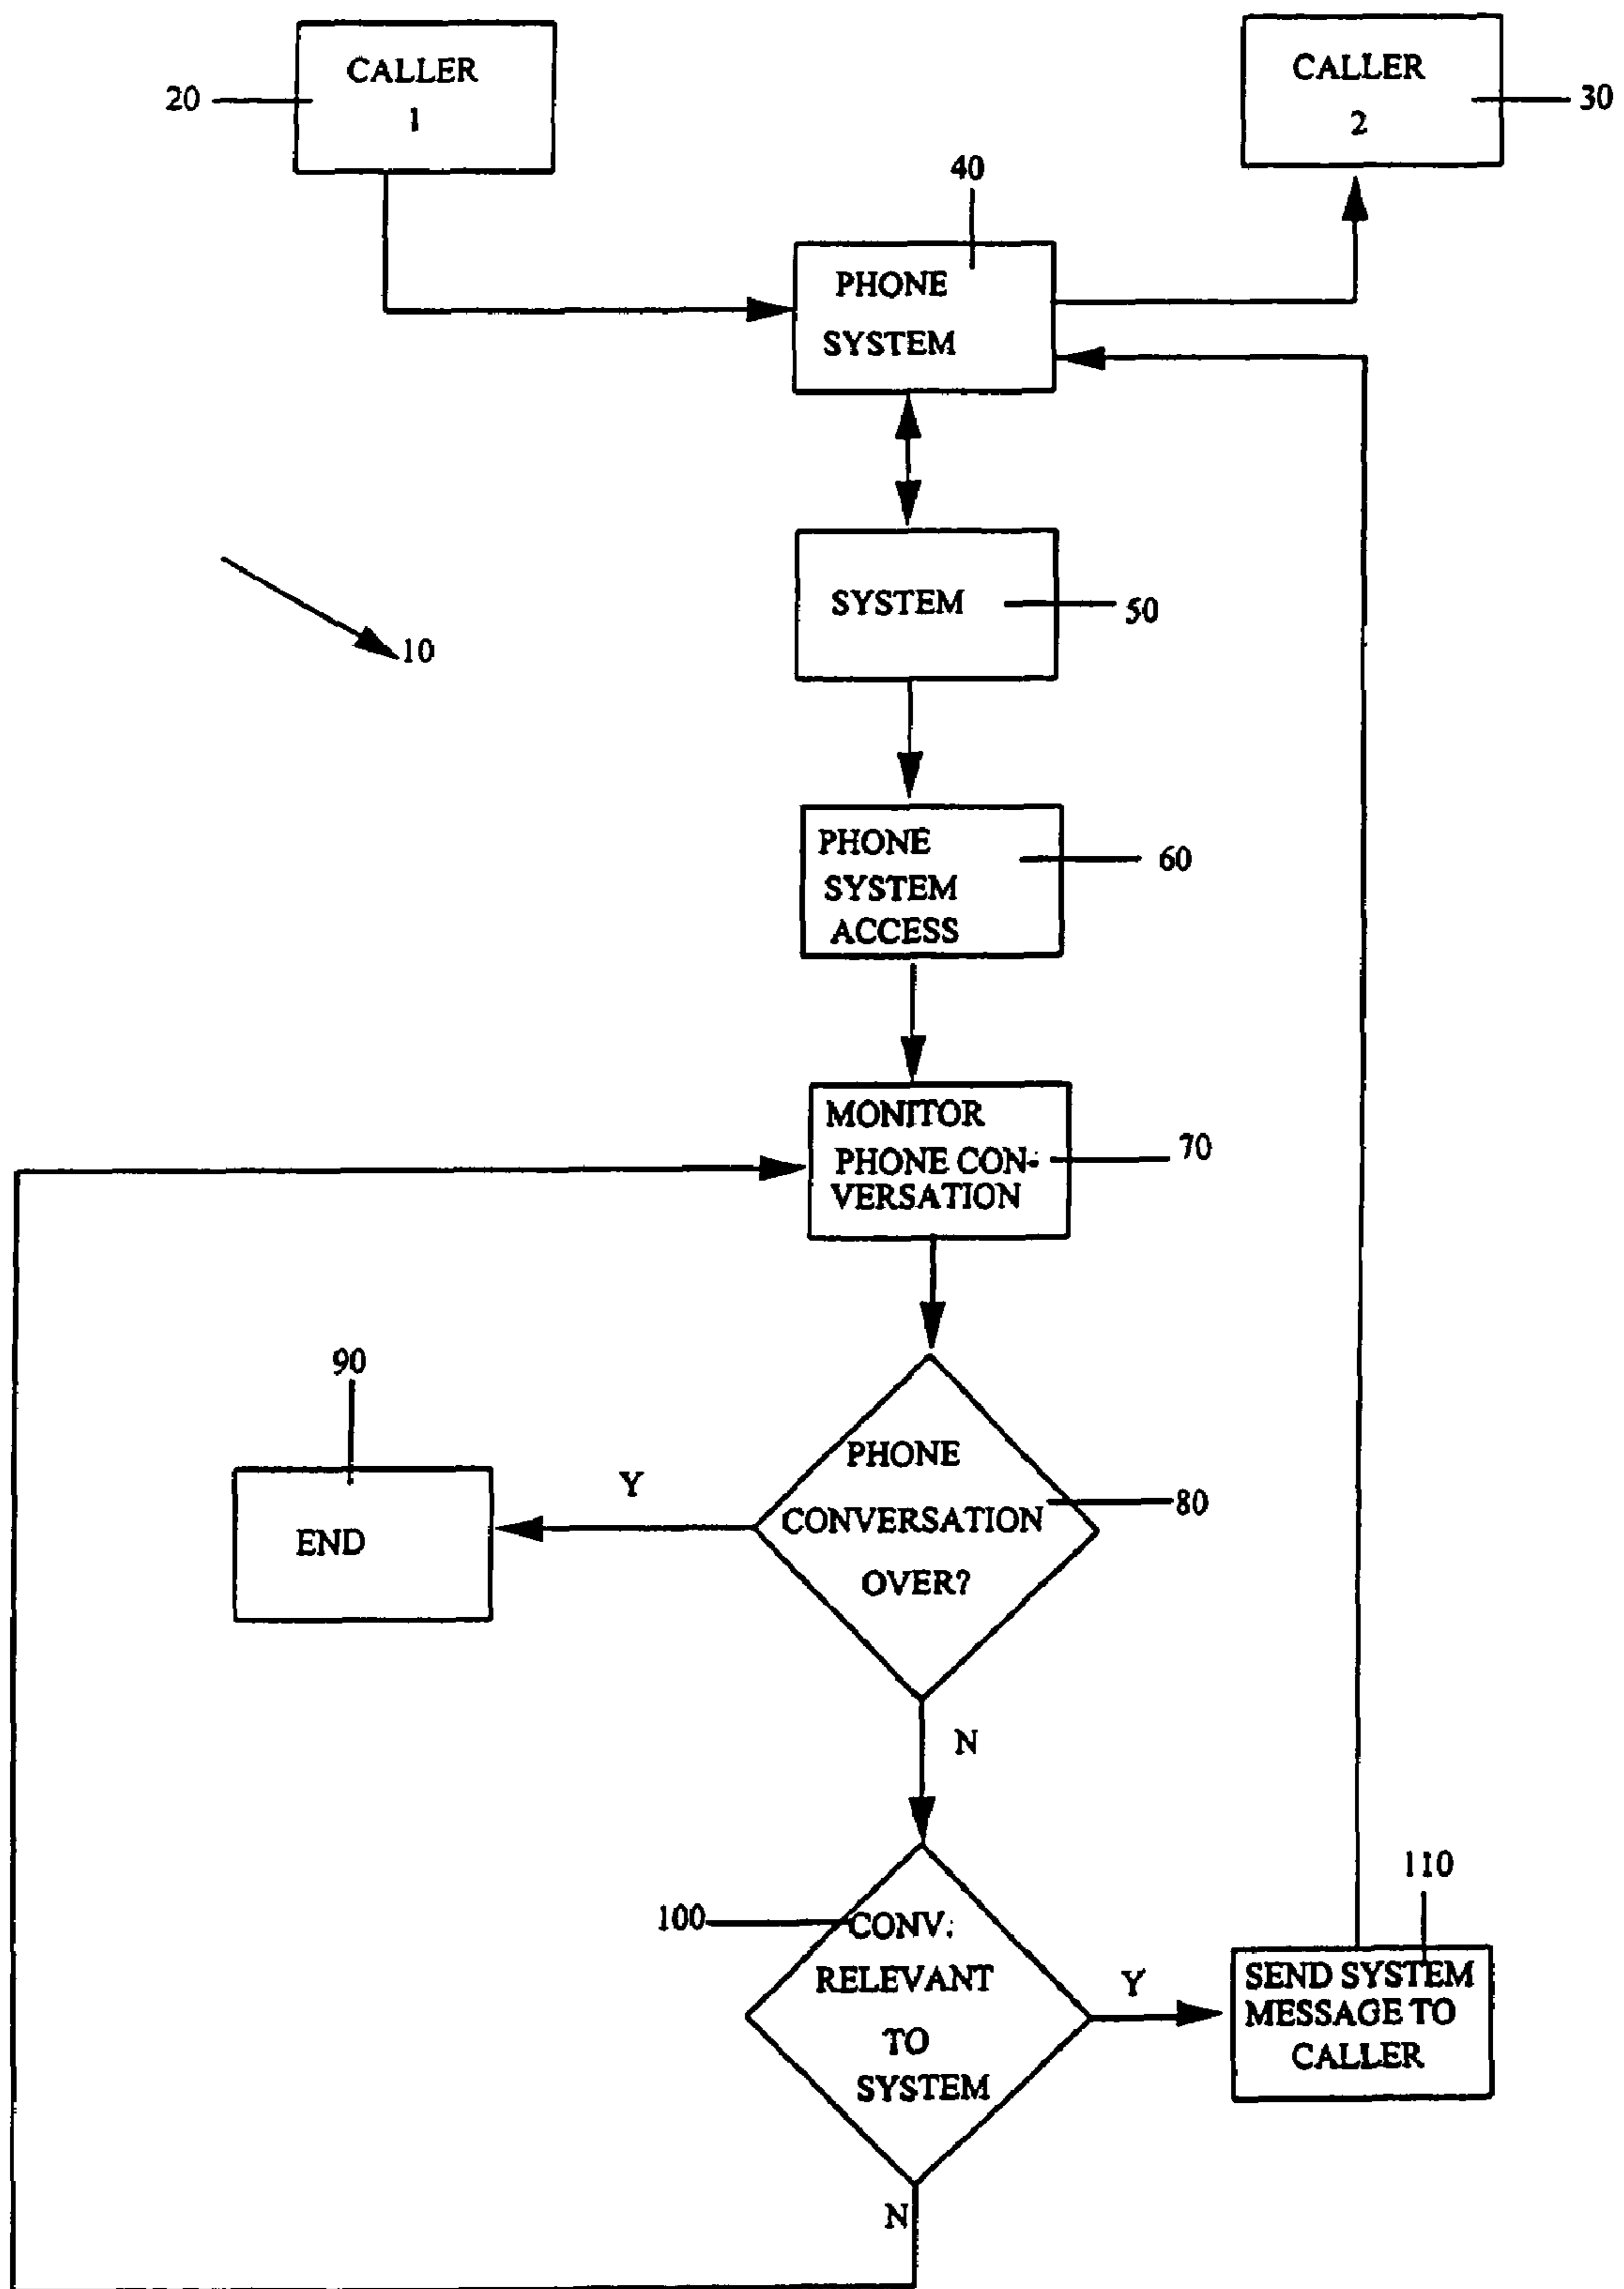 CALLER
1
20
CALLER
2
30
40
PHONE
SYSTEM
SYSTEM
50
10
PHONE
SYSTEM
ACCESS
60
MONITOR
PHONE CON-
VERSATION
70
90
END
Y
PHONE
CONVERSATION
OVER?
80
N
100
CONV.
RELEVANT
TO
SYSTEM
Y
110
SEND SYSTEM
MESSAGE TO
CALLER
N